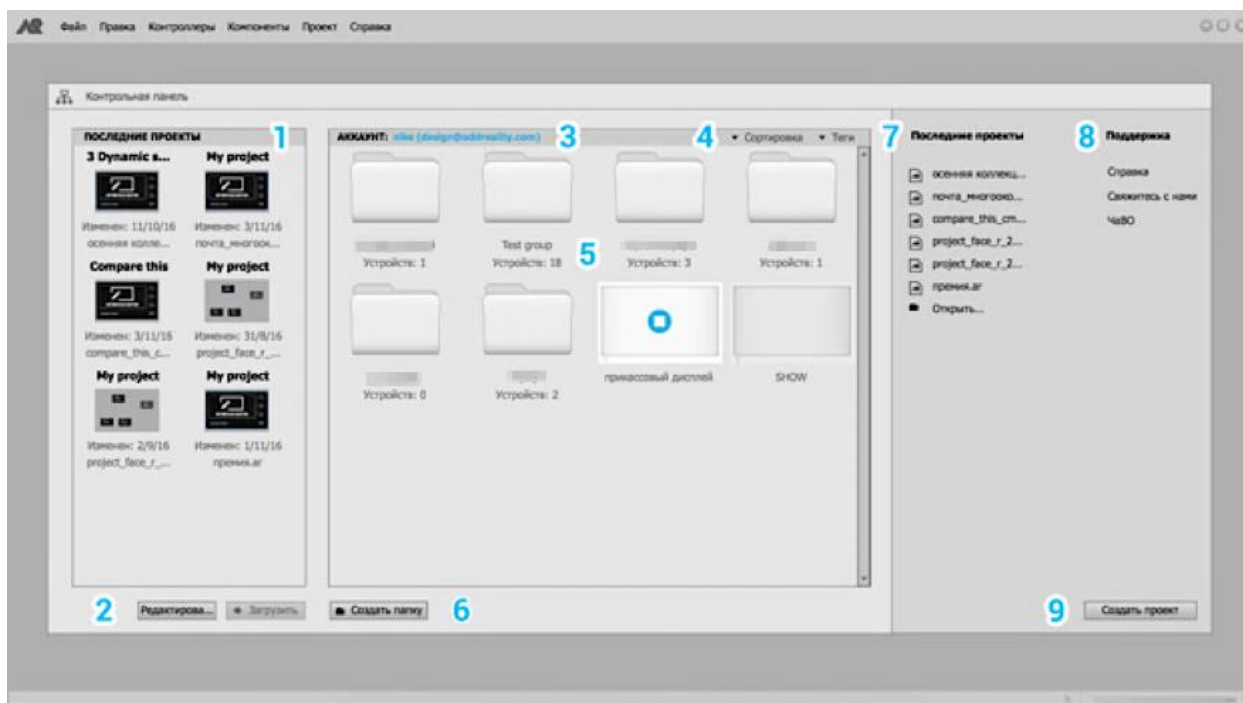 Файл Правка Контроллеры Компоненты Проект Справка
Контрольная панель
ПОСЛЕДНИЕ ПРОЕКТЫ
1
3 Dynamic s... My project
Изменен: 11/10/16 Изменен: 3/11/16
осенняя колле... почта_многоок...
Compare this My project
Изменен: 3/11/16 Изменен: 31/8/16
compare_this_c... project_face_r_...
My project My project
Изменен: 2/9/16 Изменен: 1/11/16
project_face_r_... премия.ar
2
Редактирова... Загрузить
АККАУНТ: nike (design@addreality.com)
3
4
Сортировка Теги
Test group
Устройств: 1 Устройств: 18 Устройств: 3 Устройств: 1
5
прикассовый дисплей SHOW
Устройств: 0 Устройств: 2
Создать папку
6
7
Последние проекты
осенняя коллекц...
почта_многооко...
compare_this_cm...
project_face_r_2...
project_face_r_2...
премия.ar
Открыть...
8
Поддержка
Справка
Свяжитесь с нами
ЧаВО
9
Создать проект